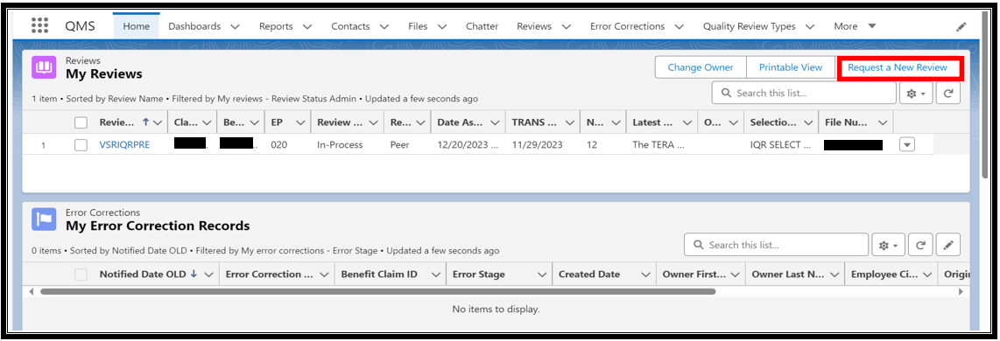 QMS Home Dashboards Reports Contacts Files Chatter Reviews Error Corrections Quality Review Types More
Reviews
My Reviews
Change Owner Printable View Request a New Review
1 item • Sorted by Review Name • Filtered by My reviews - Review Status Admin • Updated a few seconds ago
Search this list...
Revie... Cla... Be... EP Review ... Re... Date As... TRANS ... N... Latest ... O... Selectio... File Nu...
1 VSRIQRPRE . .. 020 In-Process Peer 12/20/2023 ... 11/29/2023 12 The TERA ... IQR SELECT ...
Error Corrections
My Error Correction Records
Search this list...
0 items • Sorted by Notified Date OLD • Filtered by My error corrections - Error Stage • Updated a few seconds ago
Notified Date OLD Error Correction ... Benefit Claim ID Error Stage Created Date Owner First... Owner Last N... Employee Ci... Origin
No items to display.